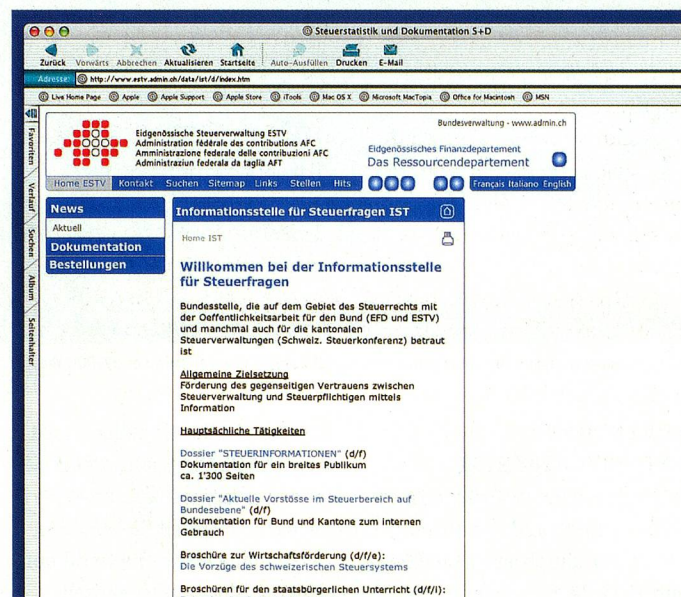 Steuerstatistik und Dokumentation S+D
Zurück Vorwärts Abbrechen Aktualisieren Startseite Auto-Ausfüllen Drucken E-Mail
Adresse: http://www.estv.admin.ch/data/ist/d/index.htm
Live Home Page Apple Apple Support Apple Store iTools Mac OS X Microsoft MacTopia Office for Macintosh MSN
Favoriten
Verlauf
Suchen
Album
Seitenhalter
Bundesverwaltung - www.admin.ch
Eidgenössische Steuerverwaltung ESTV
Administration fédérale des contributions AFC
Amministrazione federale delle contribuzioni AFC
Administraziun federala da taglia AFT
Eidgenössisches Finanzdepartement
Das Ressourcendepartement
Home ESTV Kontakt Suchen Sitemap Links Stellen Hits Français Italiano English
News
Aktuell
Dokumentation
Bestellungen
Informationsstelle für Steuerfragen IST
Home IST
Willkommen bei der Informationsstelle
für Steuerfragen
Bundesstelle, die auf dem Gebiet des Steuerrechts mit
der Oeffentlichkeitsarbeit für den Bund (EFD und ESTV)
und manchmal auch für die kantonalen
Steuerverwaltungen (Schweiz. Steuerkonferenz) betraut
ist
Allgemeine Zielsetzung
Förderung des gegenseitigen Vertrauens zwischen
Steuerverwaltung und Steuerpflichtigen mittels
Information
Hauptsächliche Tätigkeiten
Dossier "STEUERINFORMATIONEN" (d/f)
Dokumentation für ein breites Publikum
ca. 1'300 Seiten
Dossier "Aktuelle Vorstösse im Steuerbereich auf
Bundesebene" (d/f)
Dokumentation für Bund und Kantone zum internen
Gebrauch
Broschüre zur Wirtschaftsförderung (d/f/e):
Die Vorzüge des schweizerischen Steuersystems
Broschüren für den staatsbürgerlichen Unterricht (d/f/i):